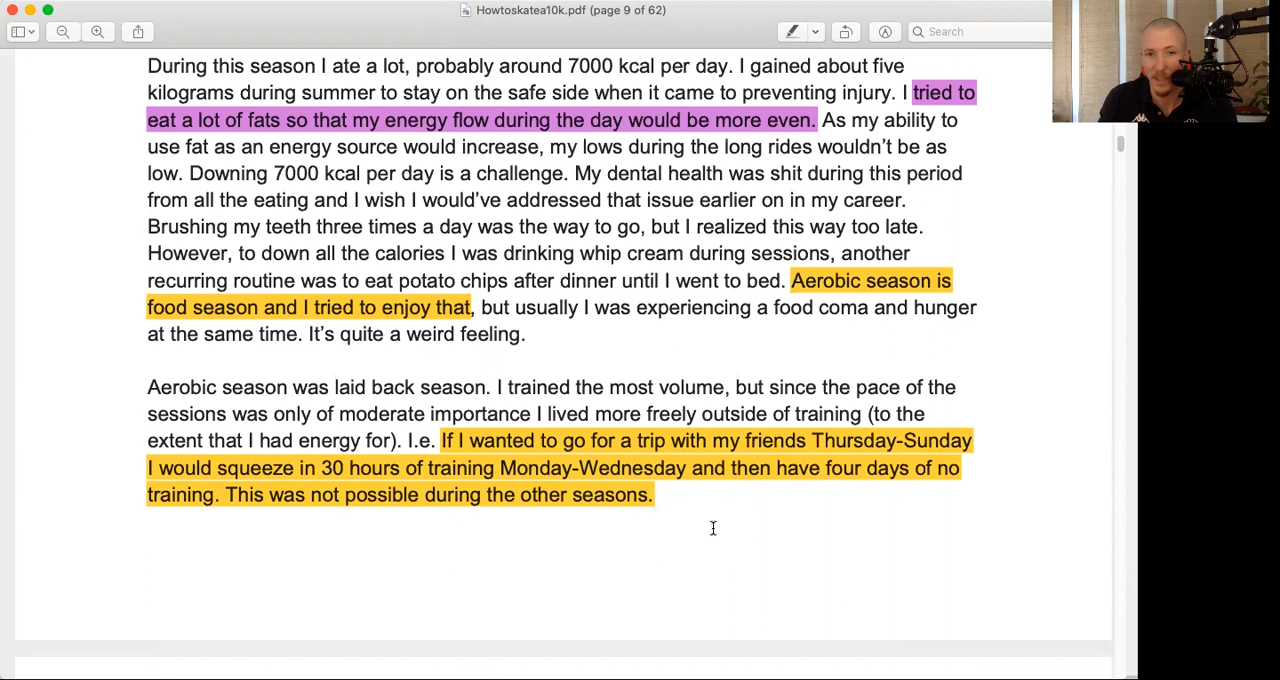 Howtoskatea10k.pdf (page 9 of 62)
Search
During this season I ate a lot, probably around 7000 kcal per day. I gained about five
kilograms during summer to stay on the safe side when it came to preventing injury. I tried to
eat a lot of fats so that my energy flow during the day would be more even. As my ability to
use fat as an energy source would increase, my lows during the long rides wouldn't be as
low. Downing 7000 kcal per day is a challenge. My dental health was shit during this period
from all the eating and I wish I would've addressed that issue earlier on in my career.
Brushing my teeth three times a day was the way to go, but I realized this way too late.
However, to down all the calories I was drinking whip cream during sessions, another
recurring routine was to eat potato chips after dinner until I went to bed. Aerobic season is
food season and I tried to enjoy that, but usually I was experiencing a food coma and hunger
at the same time. It's quite a weird feeling.
Aerobic season was laid back season. I trained the most volume, but since the pace of the
sessions was only of moderate importance I lived more freely outside of training (to the
extent that I had energy for). I.e. If I wanted to go for a trip with my friends Thursday-Sunday
I would squeeze in 30 hours of training Monday-Wednesday and then have four days of no
training. This was not possible during the other seasons.